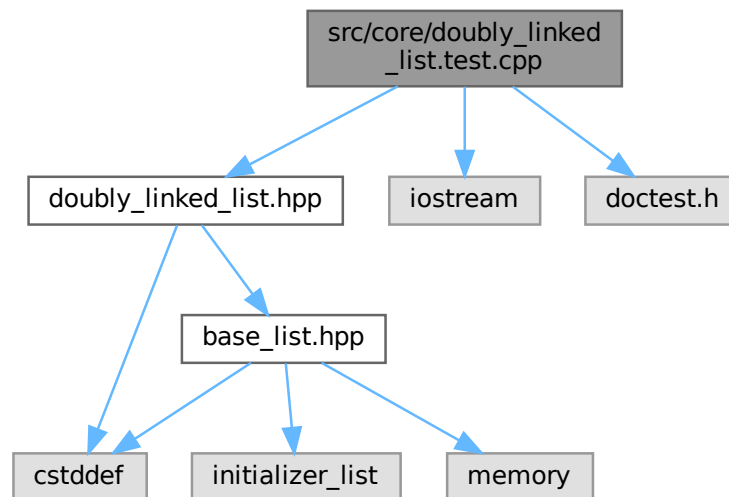 src/core/doubly_linked
_list.test.cpp
doubly_linked_list.hpp
iostream
doctest.h
base_list.hpp
cstddef
initializer_list
memory